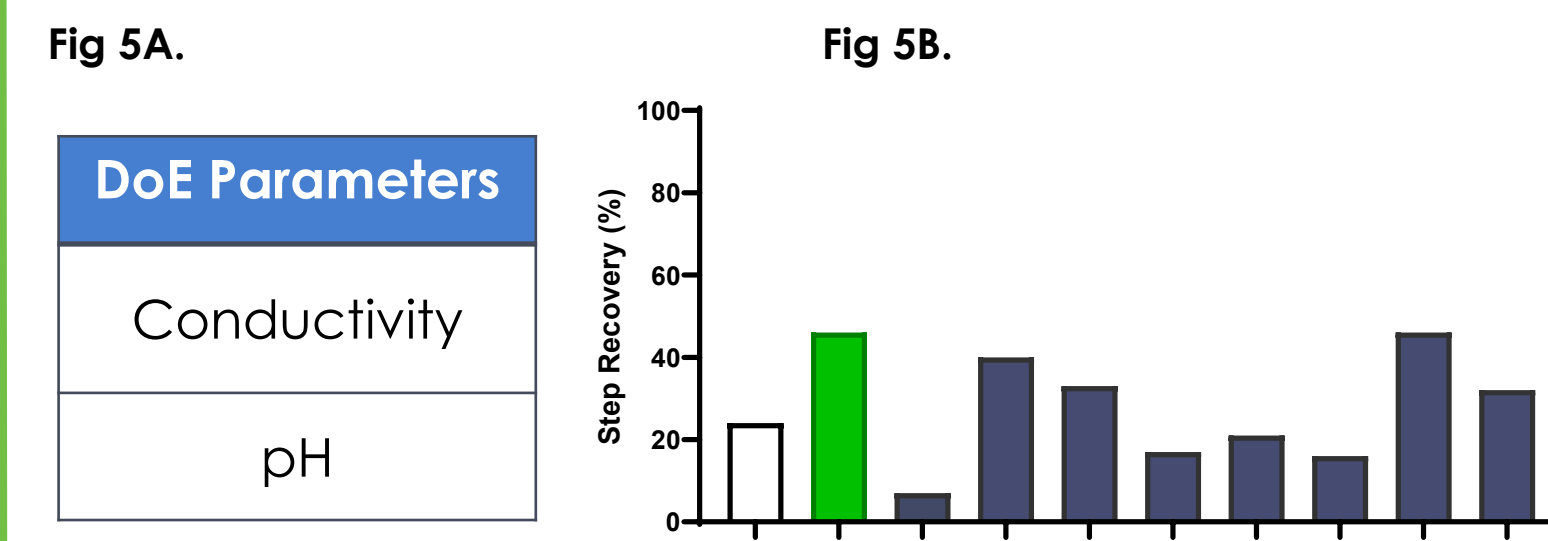 Fig 5A.
DoE Parameters
Conductivity
pH
Fig 5B.
Step Recovery (%)
100
80
60
40
20
0